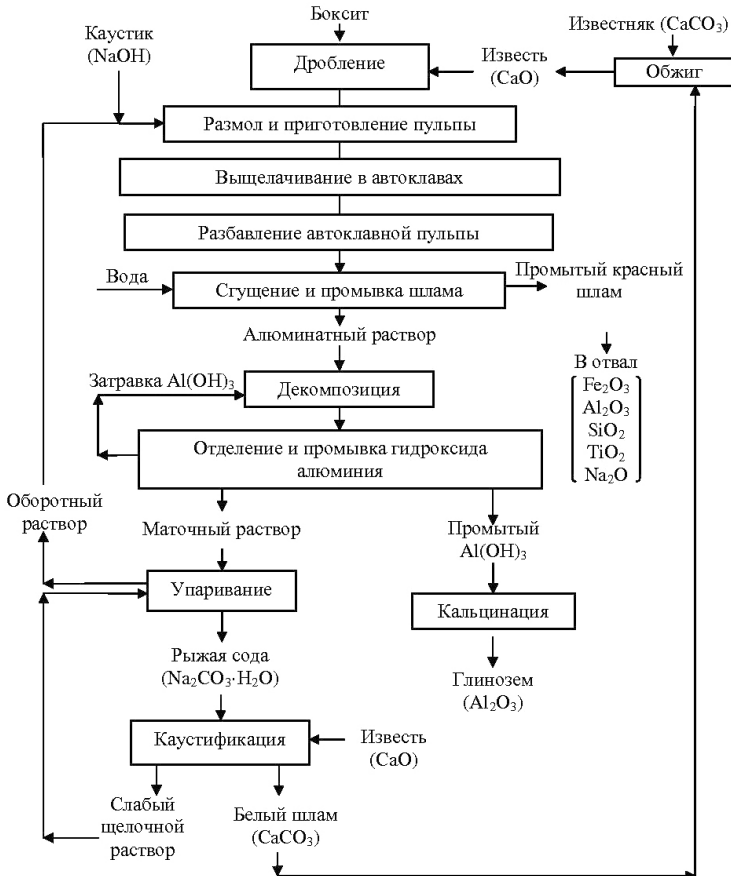 Боксит
Известняк (CaCO₃)
Каустик
(NaOH)
Дробление
Известь
(CaO)
Обжиг
Размол и приготовление пульпы
Выщелачивание в автоклавах
Разбавление автоклавной пульпы
Вода
Сгущение и промывка шлама
Промытый красный
шлам
Алюминатный раствор
В отвал
Fe₂O₃
Al₂O₃
SiO₂
TiO₂
Na₂O
Затравка Al(OH)₃
Декомпозиция
Отделение и промывка гидроксида
алюминия
Оборотный
раствор
Маточный раствор
Промытый
Al(OH)₃
Упаривание
Кальцинация
Рыжая сода
(Na₂CO₃·H₂O)
Глинозем
(Al₂O₃)
Каустификация
Известь
(CaO)
Слабый
щелочной
раствор
Белый шлам
(CaCO₃)